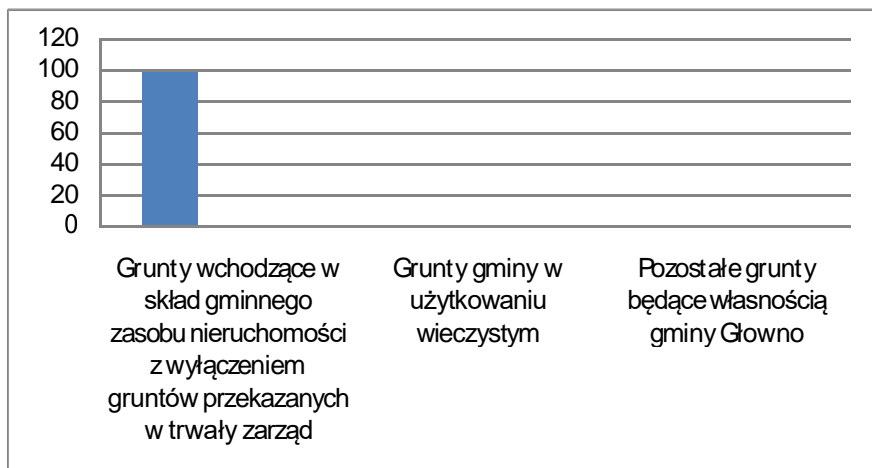 120
100
80
60
40
20
0
Grunty wchodzące w
skład gminnego
zasobu nieruchomości
z wyłączeniem
gruntów przekazanych
w trwały zarząd
Grunty gminy w
użytkowaniu
wieczystym
Pozostałe grunty
będące własnością
gminy Głowno